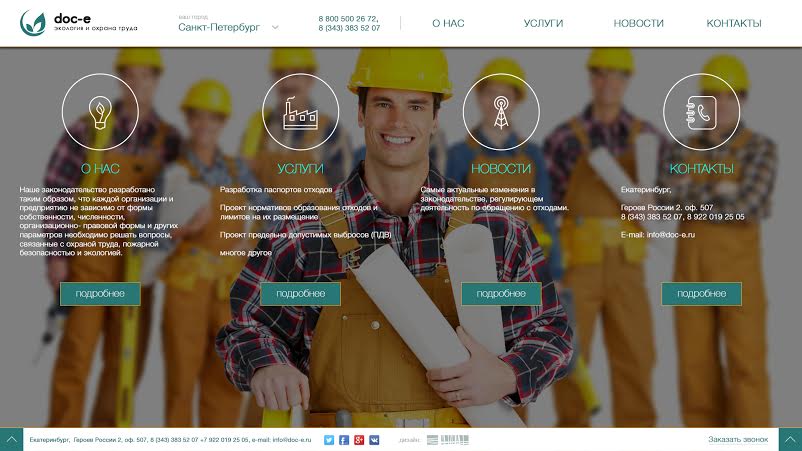 doc-e
экология и охрана труда
ваш город
Санкт-Петербург
8 800 500 26 72,
8 (343) 383 52 07
О НАС
УСЛУГИ
НОВОСТИ
КОНТАКТЫ
О НАС
Наше законодательство разработано
таким образом, что каждой организации и
предприятию не зависимо от формы
собственности, численности,
организационно- правовой формы и других
параметров необходимо решать вопросы,
связанные с охраной труда, пожарной
безопасностью и экологией.
подробнее
УСЛУГИ
Разработка паспортов отходов
Проект нормативов образования отходов и
лимитов на их размещение
Проект предельно допустимых выбросов (ПДВ)
многое другое
подробнее
НОВОСТИ
Самые актуальные изменения в
законодательстве, регулирующем
деятельность по обращению с отходами.
подробнее
КОНТАКТЫ
Екатеринбург,
Героев России 2. оф. 507
8 (343) 383 52 07, 8 922 019 25 05
E-mail: info@doc-e.ru
подробнее
Екатеринбург, Героев России 2, оф. 507, 8 (343) 383 52 07 +7 922 019 25 05, e-mail: info@doc-e.ru
дизайн:
Заказать звонок